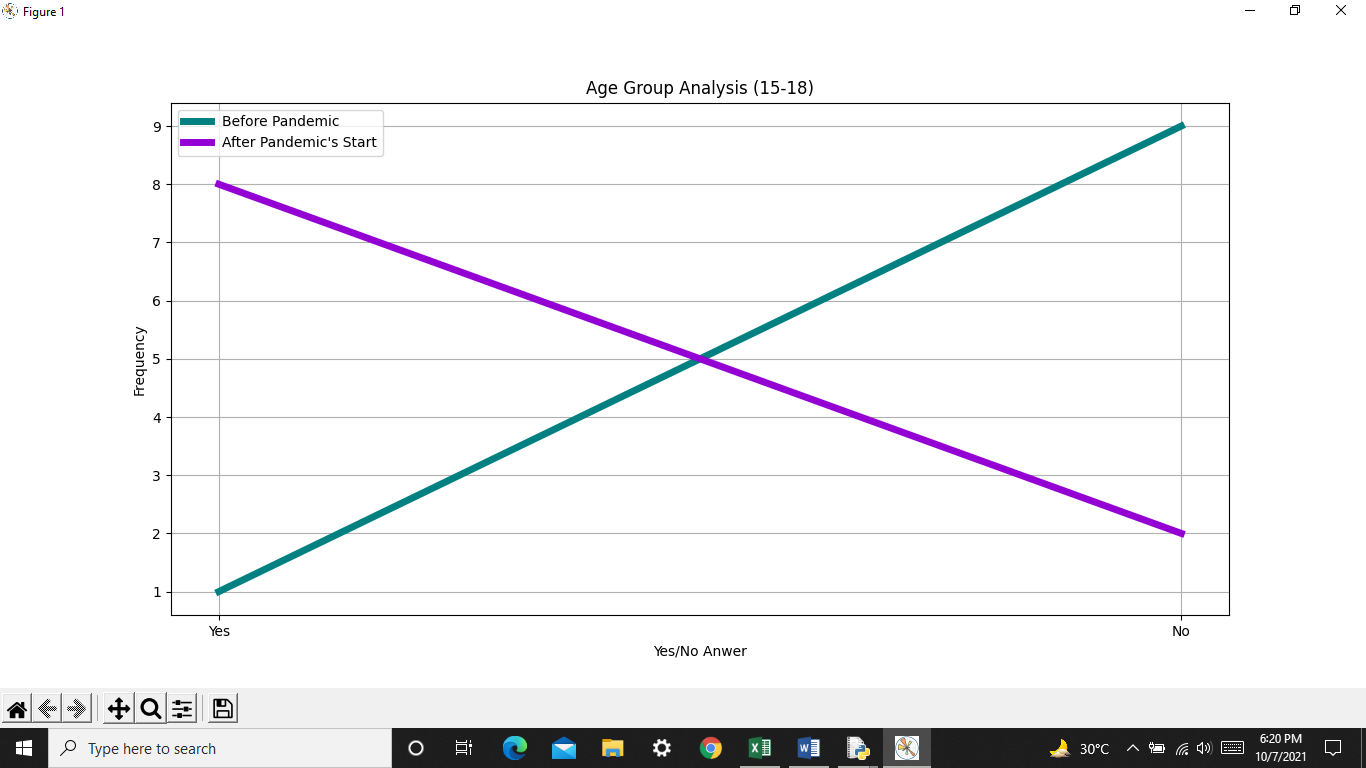 Figure 1
Age Group Analysis (15-18)
Before Pandemic
After Pandemic's Start
9
8
7
6
5
4
3
2
1
Frequency
Yes
No
Yes/No Anwer
Type here to search
30°C
6:20 PM
10/7/2021